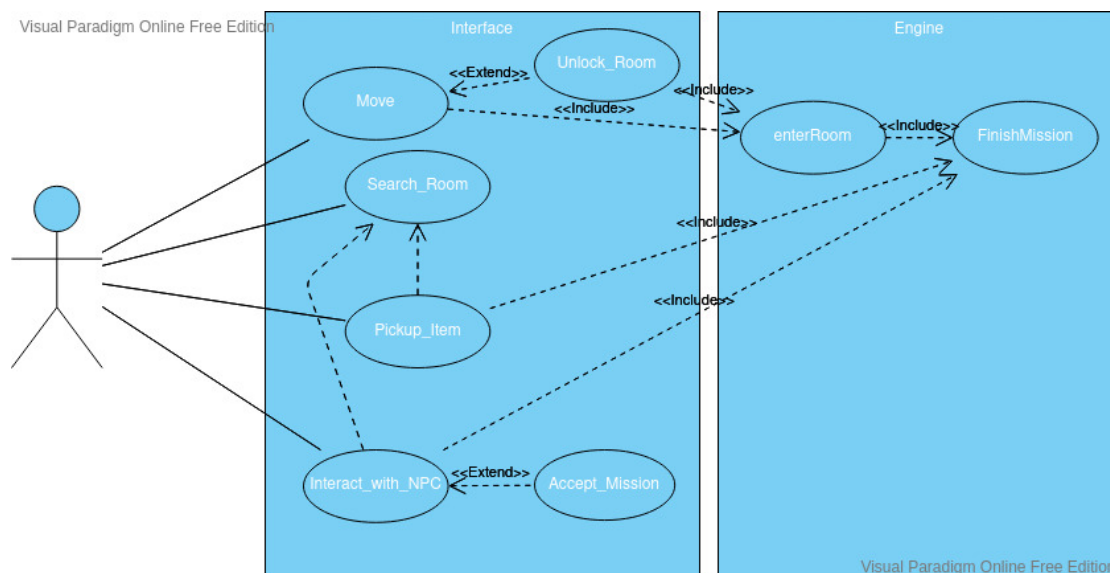 Visual Paradigm Online Free Edition
Interface
Engine
Unlock_Room
<<Extend>>
Move
<<Include>>
<<Include>>
enterRoom
<<Include>>
FinishMission
Search_Room
<<Include>>
<<Include>>
Pickup_Item
Interact_with_NPC
<<Extend>>
Accept_Mission
Visual Paradigm Online Free Edition